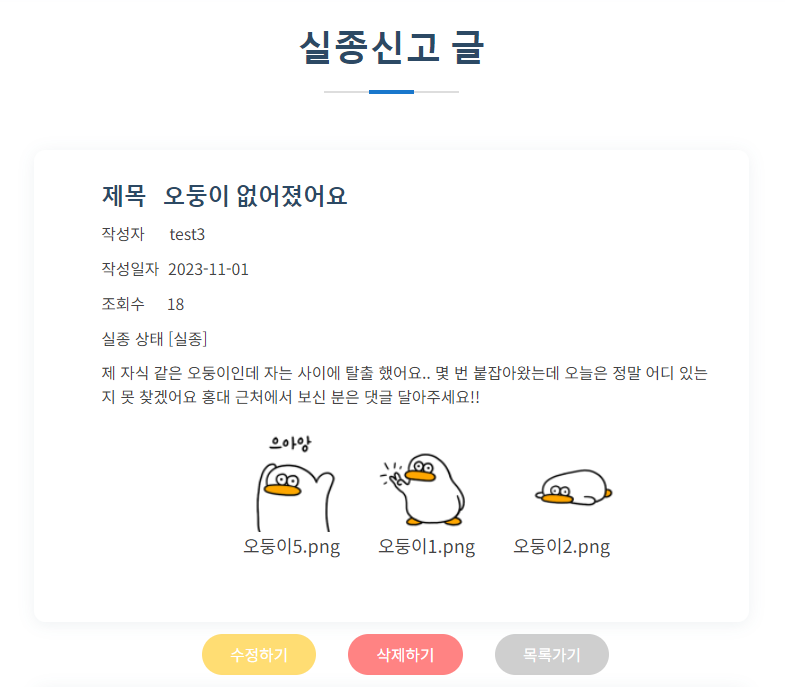 실종신고 글
제목 오둥이 없어졌어요
작성자 test3
작성일자 2023-11-01
조회수 18
실종 상태 [실종]
제 자식 같은 오둥이인데 자는 사이에 탈출 했어요.. 몇 번 붙잡아왔는데 오늘은 정말 어디 있는
지 못 찾겠어요 홍대 근처에서 보신 분은 댓글 달아주세요!!
으아앙
오둥이5.png 오둥이1.png 오둥이2.png
수정하기 삭제하기 목록가기